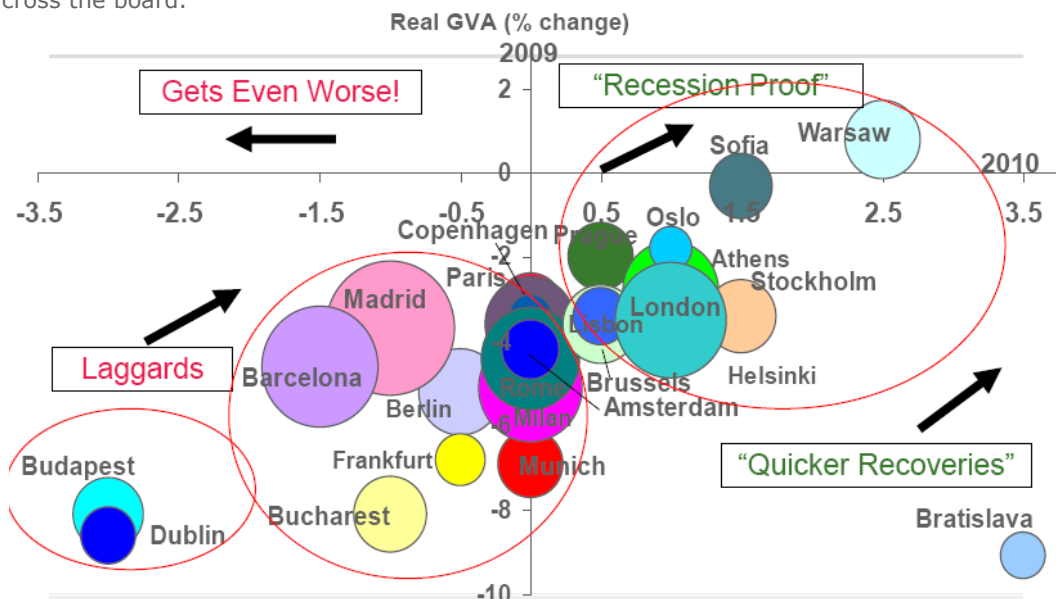 cross the board.
Real GVA (% change)
2009
Gets Even Worse!
"Recession Proof"
2
Warsaw
Sofia
0
2010
-3.5
-2.5
-1.5
-0.5
0.5
1.5
2.5
3.5
Oslo
Copenhagen
Prague
-2
Athens
Paris
Stockholm
Madrid
London
Lisbon
-4
Laggards
Barcelona
Helsinki
Rome
Brussels
Berlin
Amsterdam
Milan
-6
Frankfurt
Munich
"Quicker Recoveries"
Budapest
-8
Bucharest
Bratislava
Dublin
-10